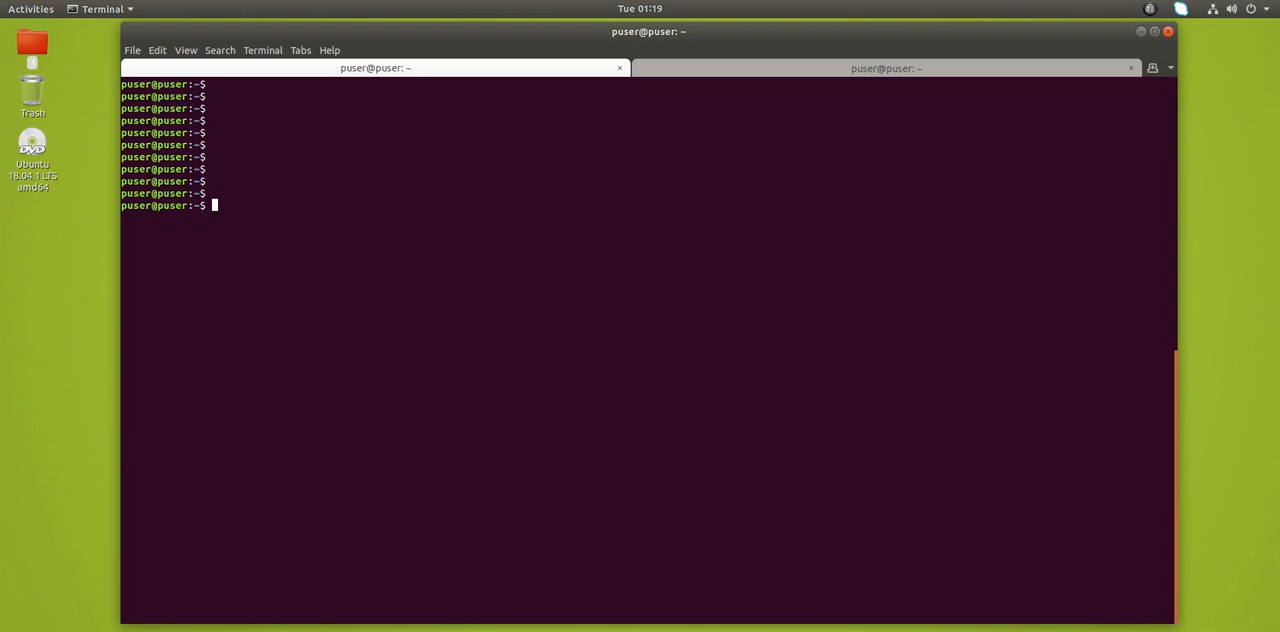 Activities Terminal Tue 01:19
puser@puser: ~
File Edit View Search Terminal Tabs Help
puser@puser: ~ × puser@puser: ~ ×
1
Trash
DVD
Ubuntu
18.04.1 LTS
amd64
puser@puser:~$
puser@puser:~$
puser@puser:~$
puser@puser:~$
puser@puser:~$
puser@puser:~$
puser@puser:~$
puser@puser:~$
puser@puser:~$
puser@puser:~$
puser@puser:~$